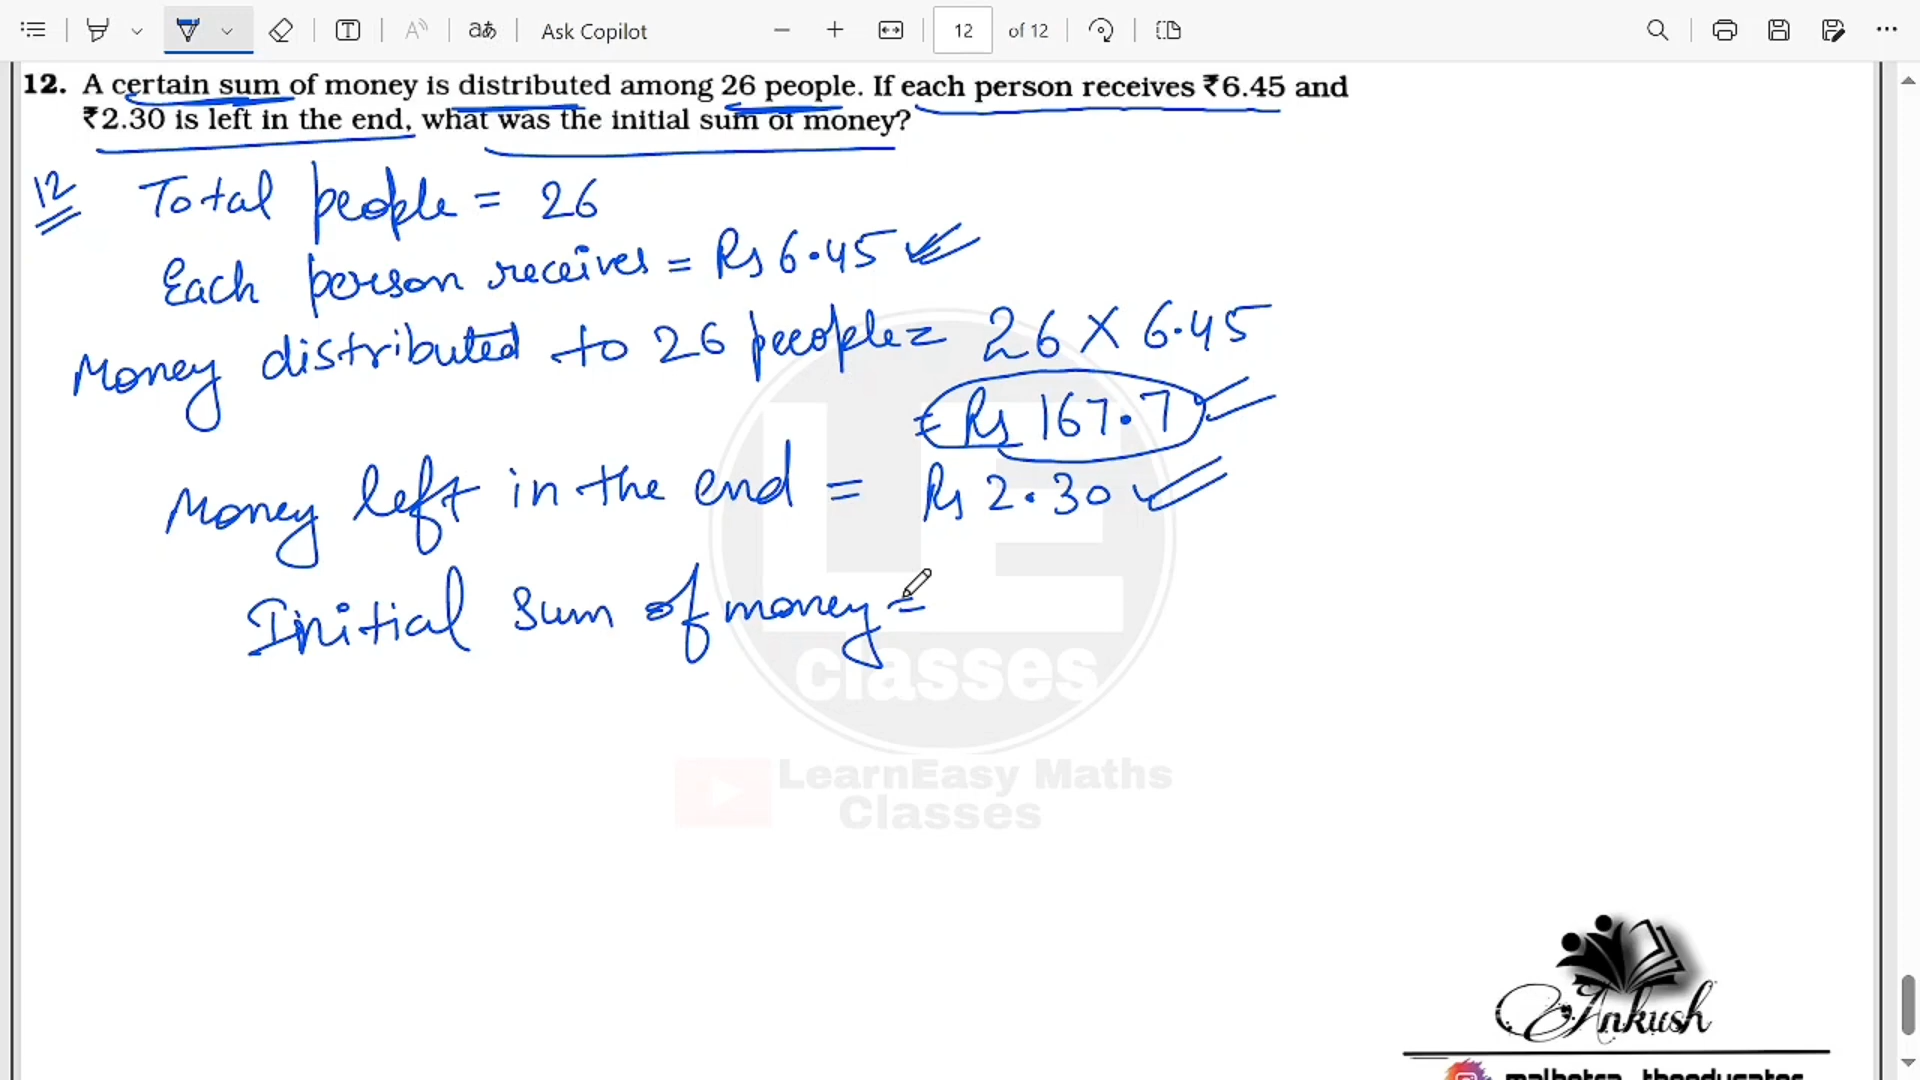 Ask Copilot 12 of 12
12. A certain sum of money is distributed among 26 people. If each person receives ₹6.45 and
₹2.30 is left in the end, what was the initial sum of money?
12 Total people = 26
Each person receives = Rs 6.45
Money distributed to 26 people = 26 × 6.45
= Rs 167.7
Money left in the end = Rs 2.30
Initial sum of money =
LE
classes
LearnEasy Maths
Classes
Ankush